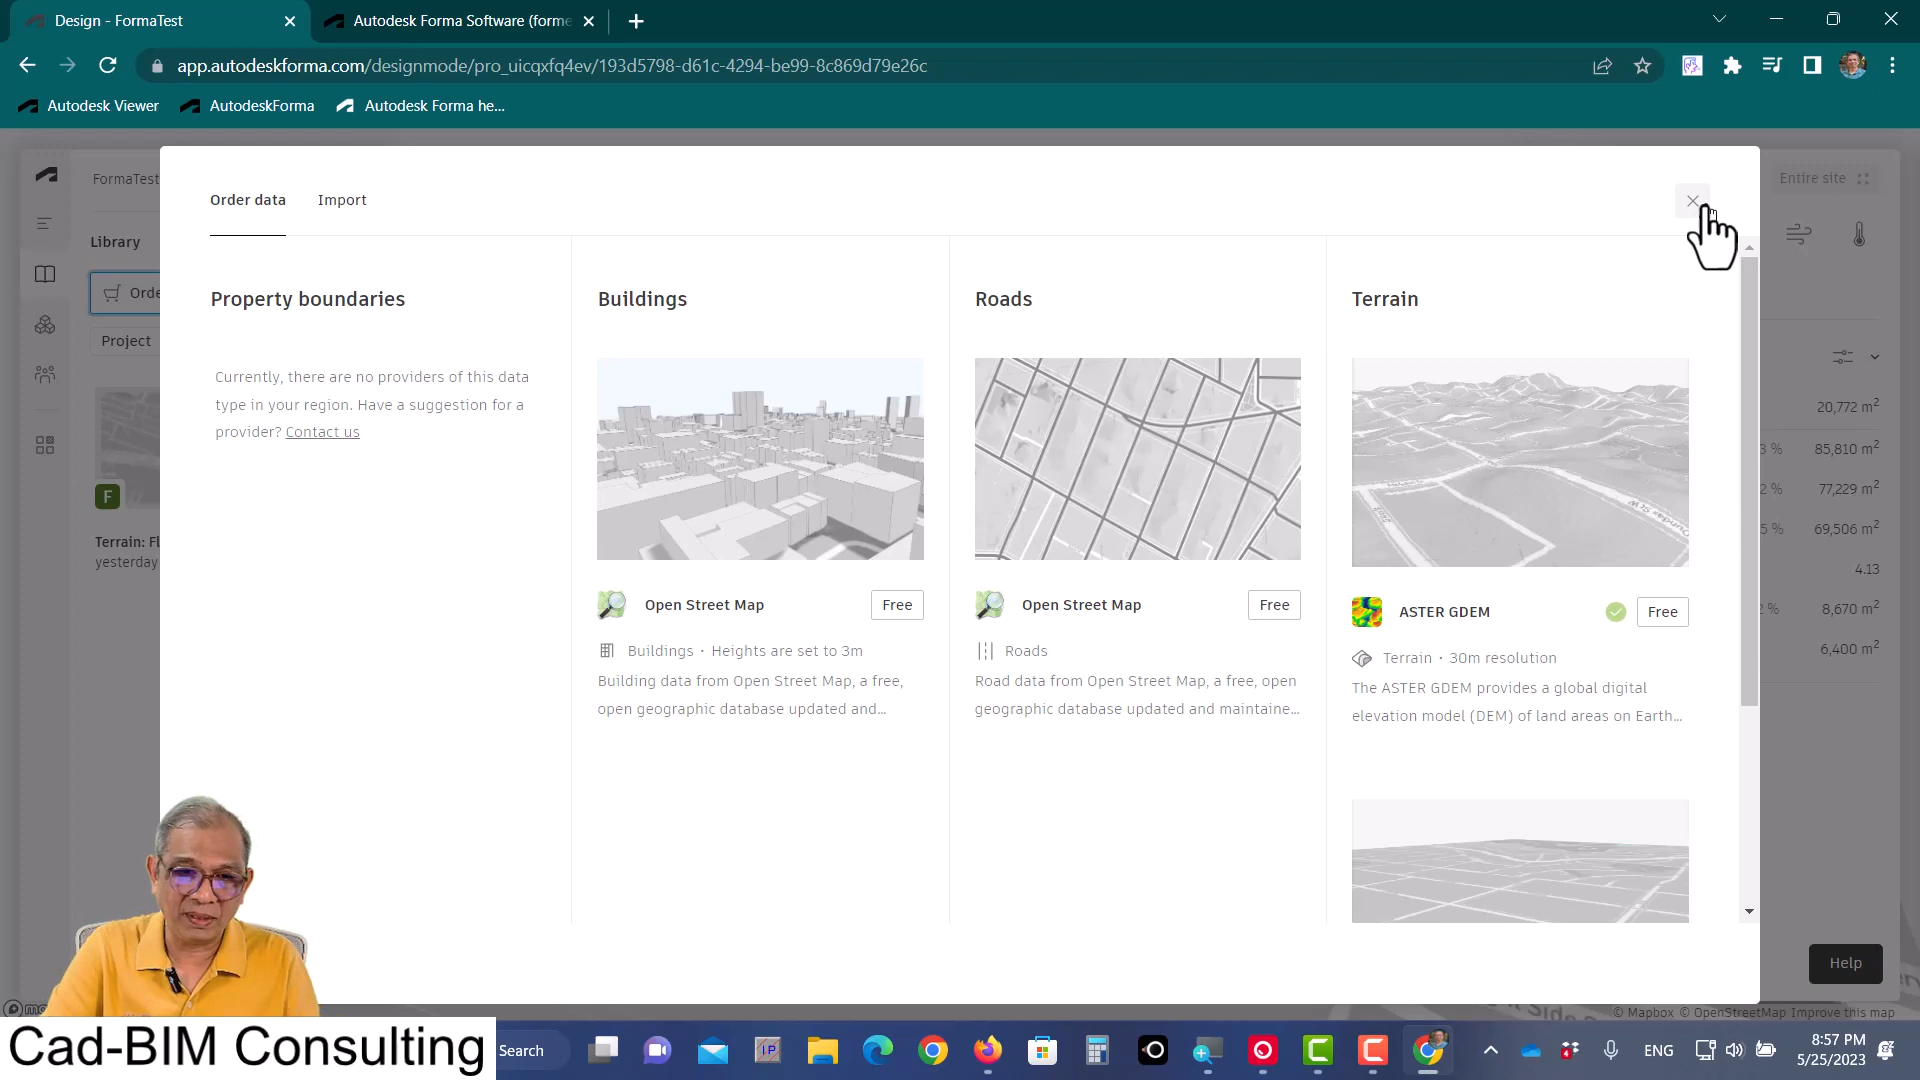 Design - FormaTest
Autodesk Forma Software (forme
app.autodeskforma.com/designmode/pro_uicqxfq4ev/193d5798-d61c-4294-be99-8c869d79e26c
Autodesk Viewer
AutodeskForma
Autodesk Forma he...
FormaTest
Entire site
Order data
Import
Library
Orde
Project
Property boundaries
Buildings
Roads
Terrain
Currently, there are no providers of this data
type in your region. Have a suggestion for a
provider? Contact us
20,772 m²
3 % 85,810 m²
2 % 77,229 m²
5 % 69,506 m²
4.13
2 % 8,670 m²
6,400 m²
F
Terrain: Fl
yesterday
Open Street Map Free
Buildings · Heights are set to 3m
Building data from Open Street Map, a free,
open geographic database updated and...
Open Street Map Free
Roads
Road data from Open Street Map, a free, open
geographic database updated and maintaine...
ASTER GDEM Free
Terrain · 30m resolution
The ASTER GDEM provides a global digital
elevation model (DEM) of land areas on Earth...
Help
© Mapbox © OpenStreetMap Improve this map
Cad-BIM Consulting
Search
IP
4
ENG
8:57 PM
5/25/2023